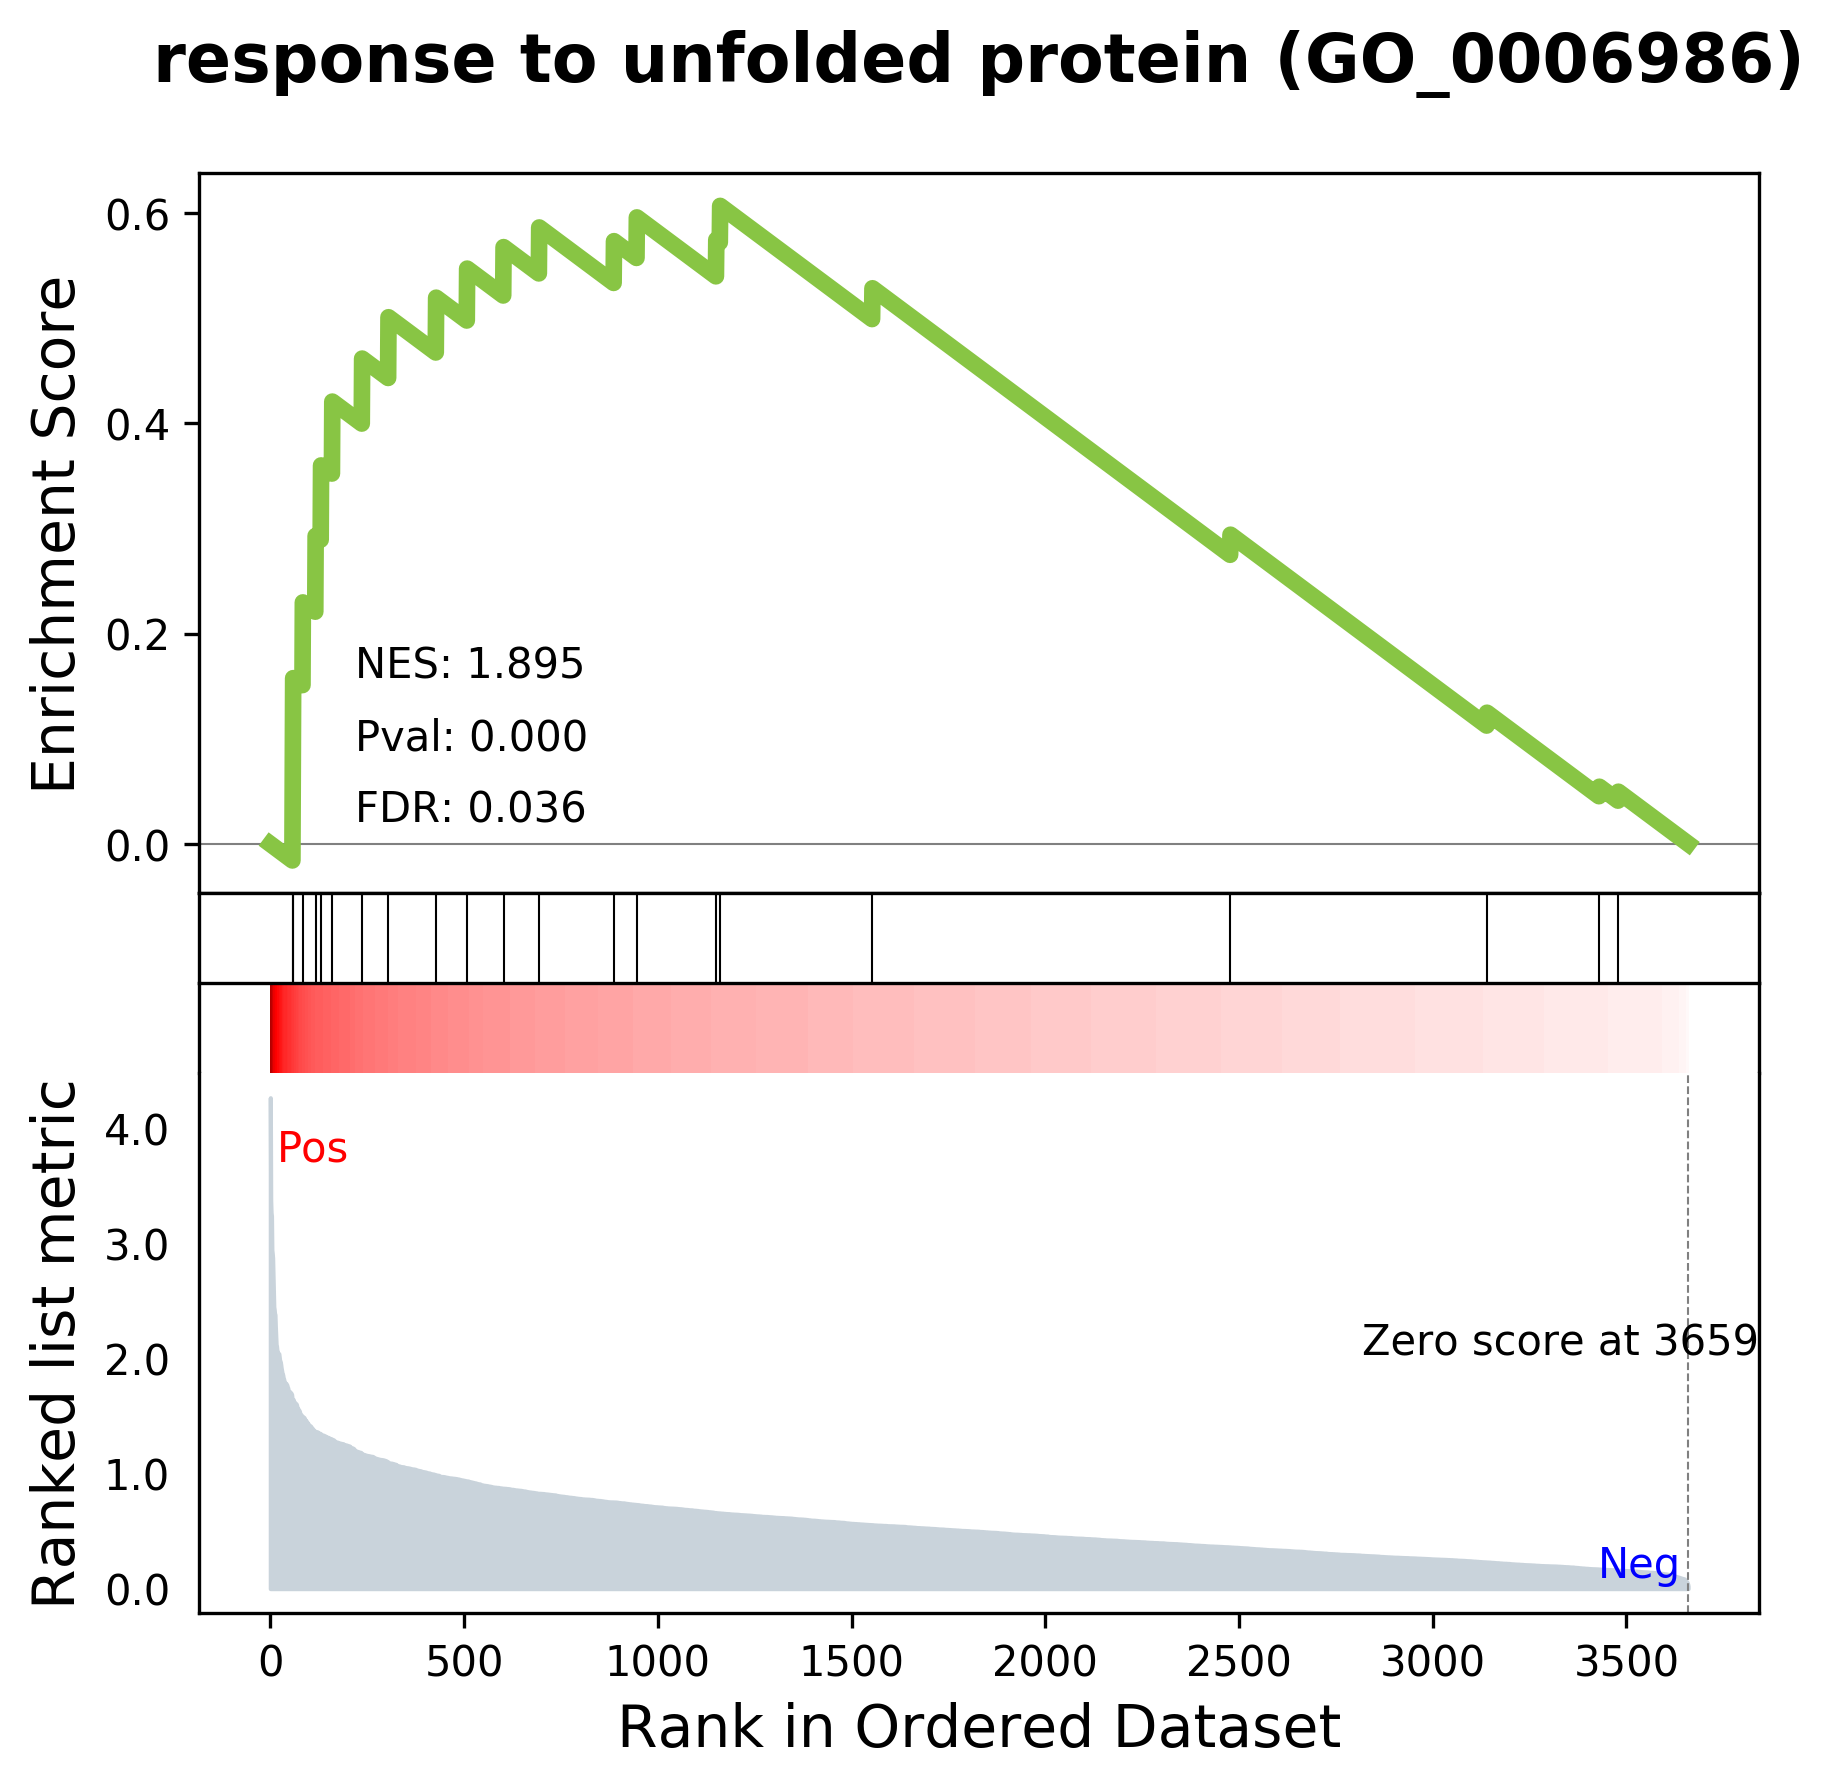 response to unfolded protein (GO_0006986)
Enrichment Score
0.6
0.4
0.2
0.0
NES: 1.895
Pval: 0.000
FDR: 0.036
Ranked list metric
4.0
3.0
2.0
1.0
0.0
Pos
Zero score at 3659
Neg
0 500 1000 1500 2000 2500 3000 3500
Rank in Ordered Dataset